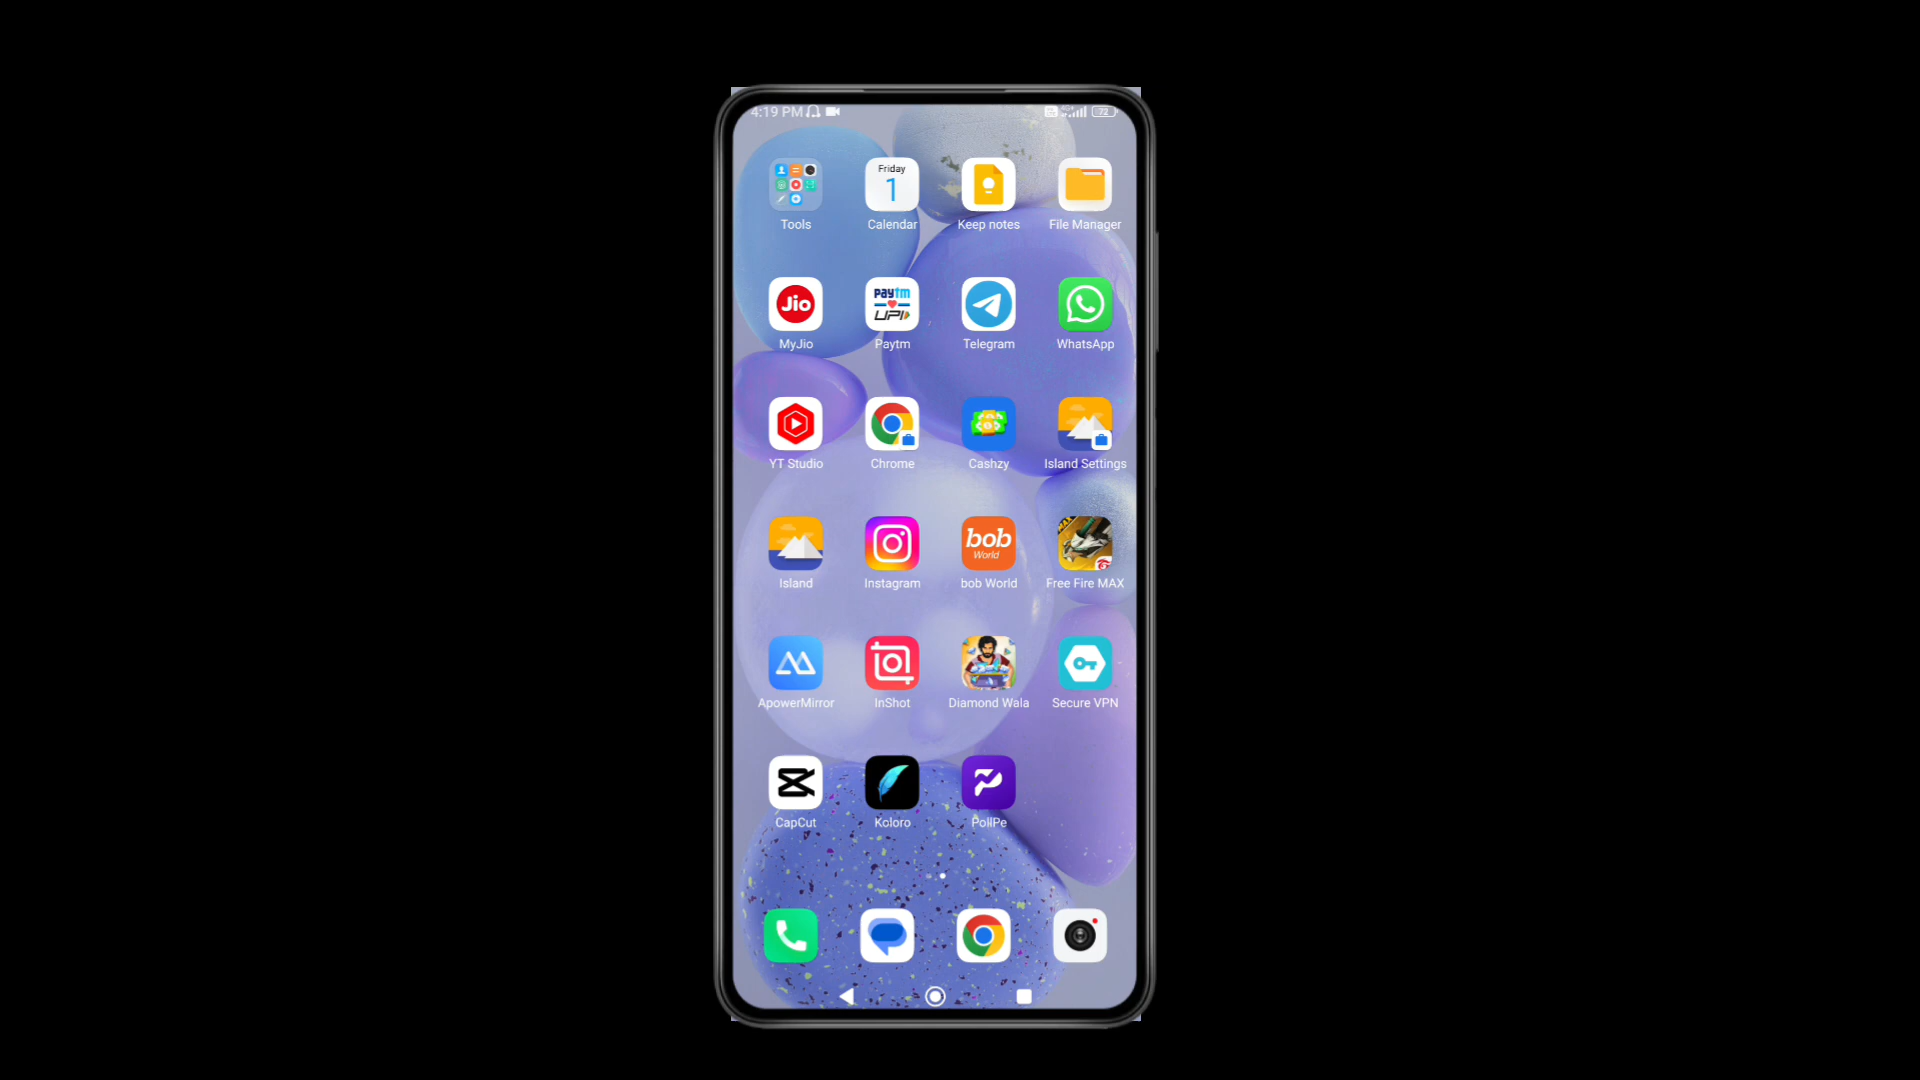 4:19 PM 72
Friday
1
Tools Calendar Keep notes File Manager
Jio paytm UPI
MyJio Paytm Telegram WhatsApp
YT Studio Chrome Cashzy Island Settings
bob World MAX
Island Instagram bob World Free Fire MAX
ApowerMirror InShot Diamond Wala Secure VPN
CapCut Koloro PollPe